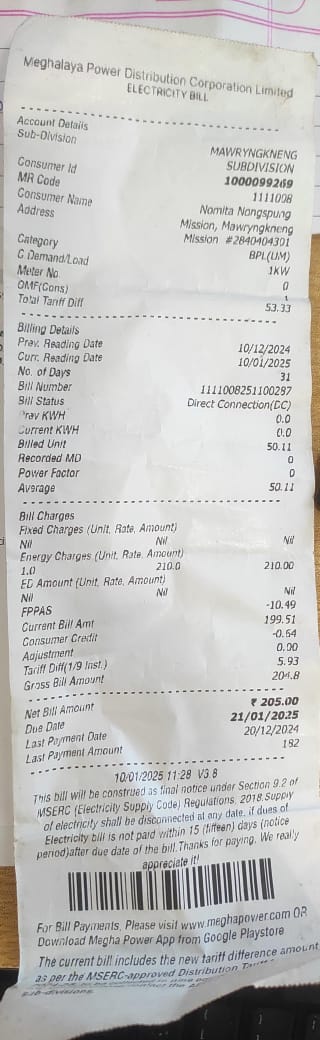 Meghalaya Power Distribution Corporation Limited
ELECTRICITY BILL
Account Details
Sub-Division MAWRYNGKNENG SUBDIVISION
Consumer Id 1000099269
MR Code 1111008
Consumer Name Nomita Nongspung
Address Mission, Mawryngkneng
Mission #2840404301
Category BPL(UM)
C.Demand/Load 1KW
Meter No. 0
OMF(Cons) 1
Total Tariff Diff 53.33
Billing Details
Prev. Reading Date 10/12/2024
Curr. Reading Date 10/01/2025
No. of Days 31
Bill Number 1111008251100287
Bill Status Direct Connection(DC)
Prev KWH 0.0
Current KWH 0.0
Billed Unit 50.11
Recorded MD 0
Power Factor 0
Average 50.11
Bill Charges
Fixed Charges (Unit, Rate, Amount)
Nil Nil Nil
Energy Charges (Unit, Rate, Amount)
1.0 210.0 210.00
ED Amount (Unit, Rate, Amount)
Nil Nil Nil
FPPAS -10.49
Current Bill Amt 199.51
Consumer Credit -0.64
Adjustment 0.00
Tariff Diff(1/9 Inst.) 5.93
Gross Bill Amount 204.8
Net Bill Amount ₹ 205.00
Due Date 21/01/2025
Last Payment Date 20/12/2024
Last Payment Amount 182
10/01/2025 11:28 V3.8
This bill will be construed as final notice under Section 9.2 of
MSERC (Electricity Supply Code) Regulations, 2018.Supply
of electricity shall be disconnected at any date, if dues of
Electricity bill is not paid within 15 (fifteen) days (notice
period)after due date of the bill.Thanks for paying. We really
appreciate it!
For Bill Payments, Please visit www.meghapower.com OR
Download Megha Power App from Google Playstore
The current bill includes the new tariff difference amount
as per the MSERC-approved Distribution
sub-divisions.